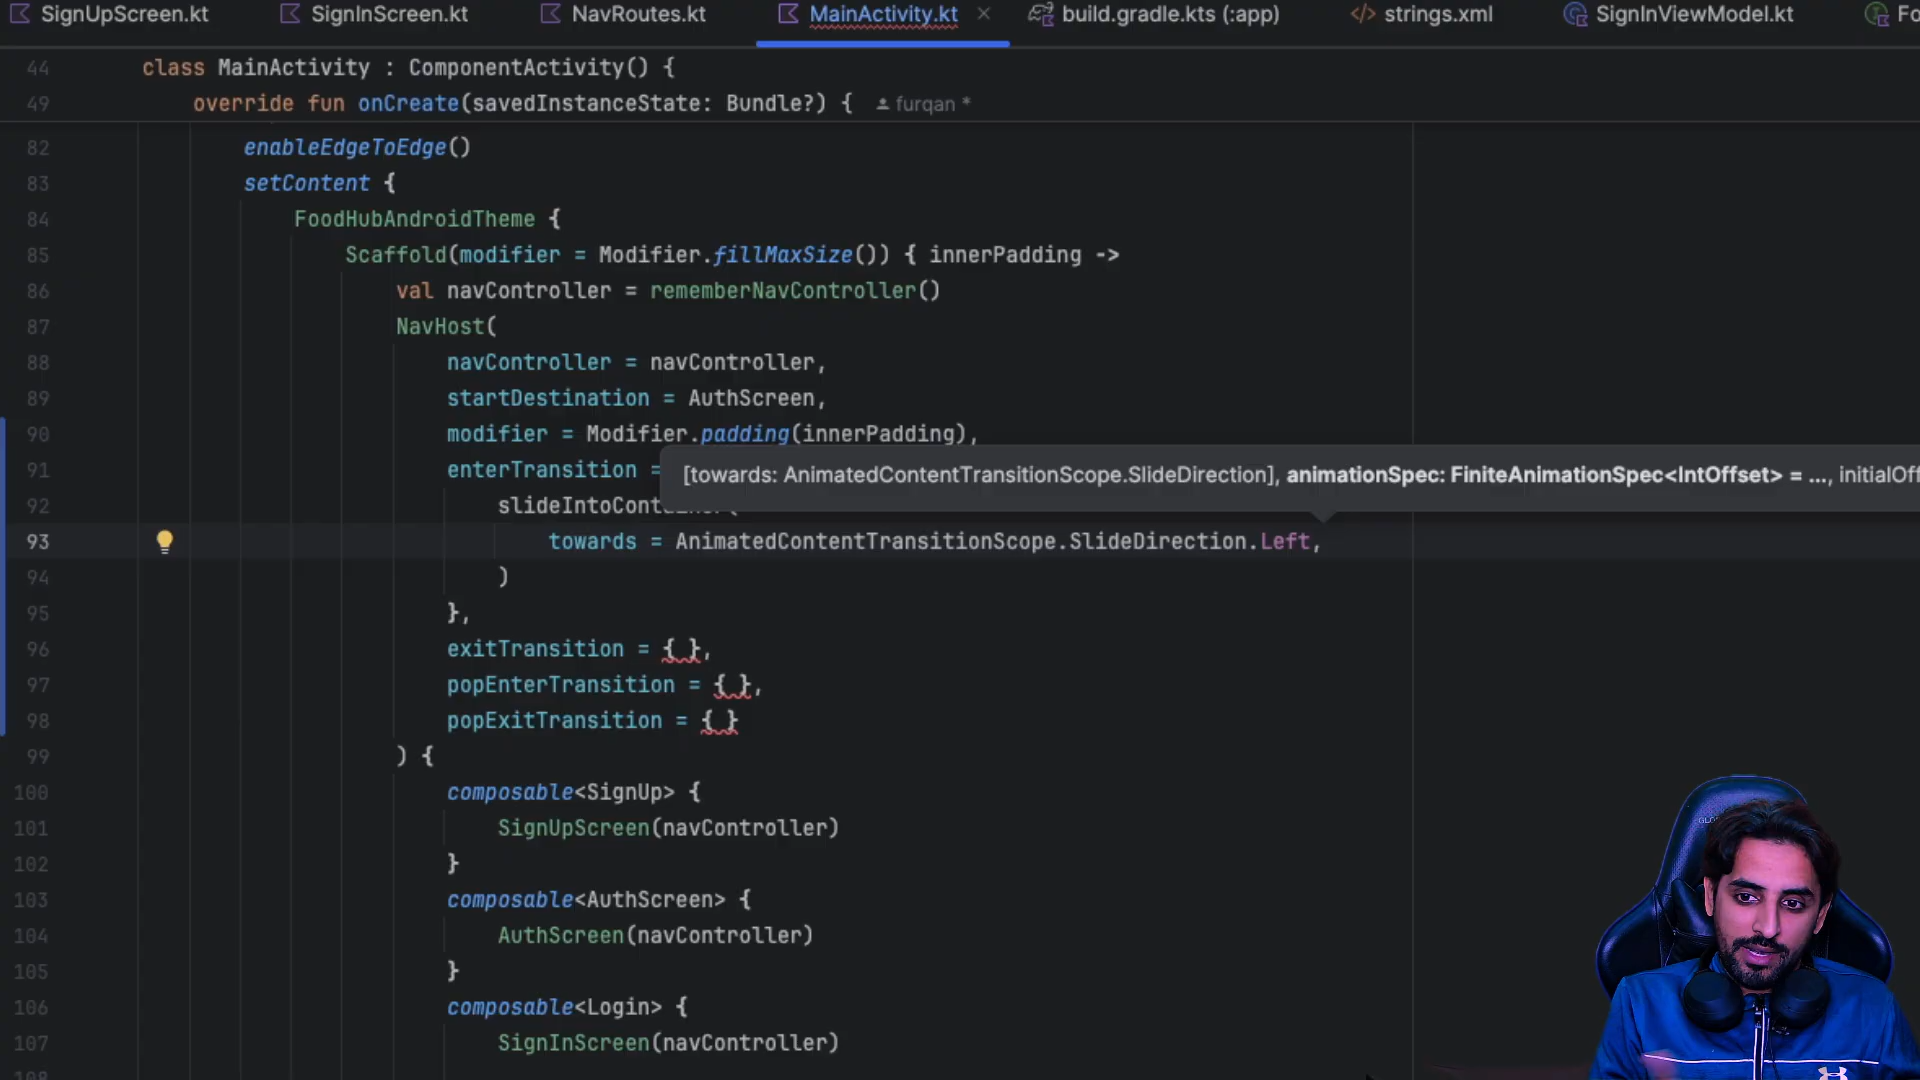 SignUpScreen.kt SignInScreen.kt NavRoutes.kt MainActivity.kt build.gradle.kts (:app) strings.xml SignInViewModel.kt Fo
44 class MainActivity : ComponentActivity() {
49 override fun onCreate(savedInstanceState: Bundle?) { furqan *
82 enableEdgeToEdge()
83 setContent {
84 FoodHubAndroidTheme {
85 Scaffold(modifier = Modifier.fillMaxSize()) { innerPadding ->
86 val navController = rememberNavController()
87 NavHost(
88 navController = navController,
89 startDestination = AuthScreen,
90 modifier = Modifier.padding(innerPadding),
91 enterTransition =
[towards: AnimatedContentTransitionScope.SlideDirection], animationSpec: FiniteAnimationSpec<IntOffset> = ..., initialOff
92 slideIntoContainer(
93 towards = AnimatedContentTransitionScope.SlideDirection.Left,
94 )
95 },
96 exitTransition = { },
97 popEnterTransition = { },
98 popExitTransition = { }
99 ) {
100 composable<SignUp> {
101 SignUpScreen(navController)
102 }
103 composable<AuthScreen> {
104 AuthScreen(navController)
105 }
106 composable<Login> {
107 SignInScreen(navController)
108